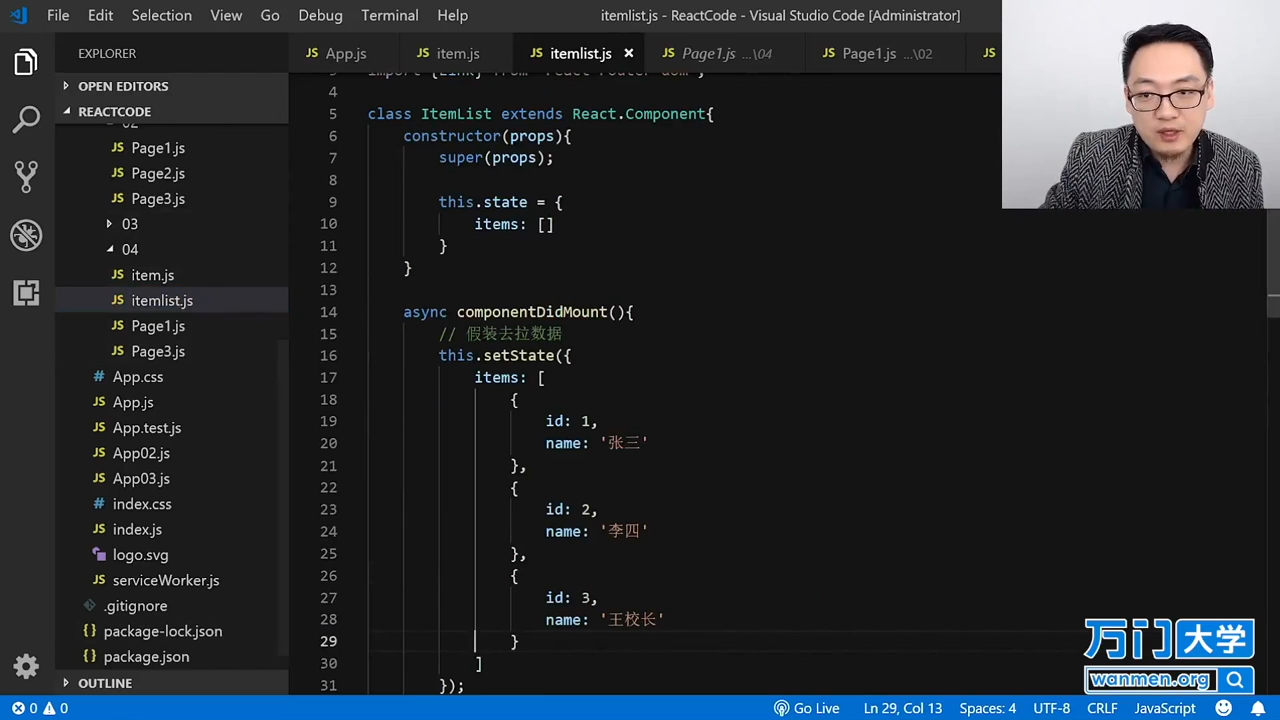 File Edit Selection View Go Debug Terminal Help
itemlist.js - ReactCode - Visual Studio Code [Administrator]
EXPLORER
OPEN EDITORS
REACTCODE
02
JS Page1.js
JS Page2.js
JS Page3.js
03
04
JS item.js
JS itemlist.js
JS Page1.js
JS Page3.js
# App.css
JS App.js
JS App.test.js
JS App02.js
JS App03.js
# index.css
JS index.js
logo.svg
JS serviceWorker.js
.gitignore
{} package-lock.json
{} package.json
OUTLINE
JS App.js JS item.js JS itemlist.js × JS Page1.js ...\04 JS Page1.js ...\02 JS
3 import {Link} from 'react-router-dom';
4
5 class ItemList extends React.Component{
6 constructor(props){
7 super(props);
8
9 this.state = {
10 items: []
11 }
12 }
13
14 async componentDidMount(){
15 // 假装去拉数据
16 this.setState({
17 items: [
18 {
19 id: 1,
20 name: '张三'
21 },
22 {
23 id: 2,
24 name: '李四'
25 },
26 {
27 id: 3,
28 name: '王校长'
29 }
30 ]
31 });
万门大学
wanmen.org
0 0 Go Live Ln 29, Col 13 Spaces: 4 UTF-8 CRLF JavaScript